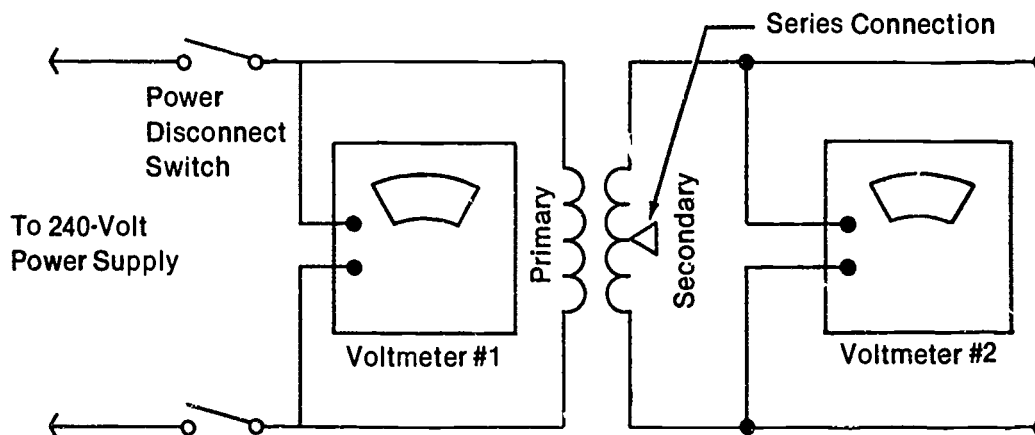 Series Connection
Power
Disconnect
Switch
To 240-Volt
Power Supply
Primary
Secondary
Voltmeter #1
Voltmeter #2